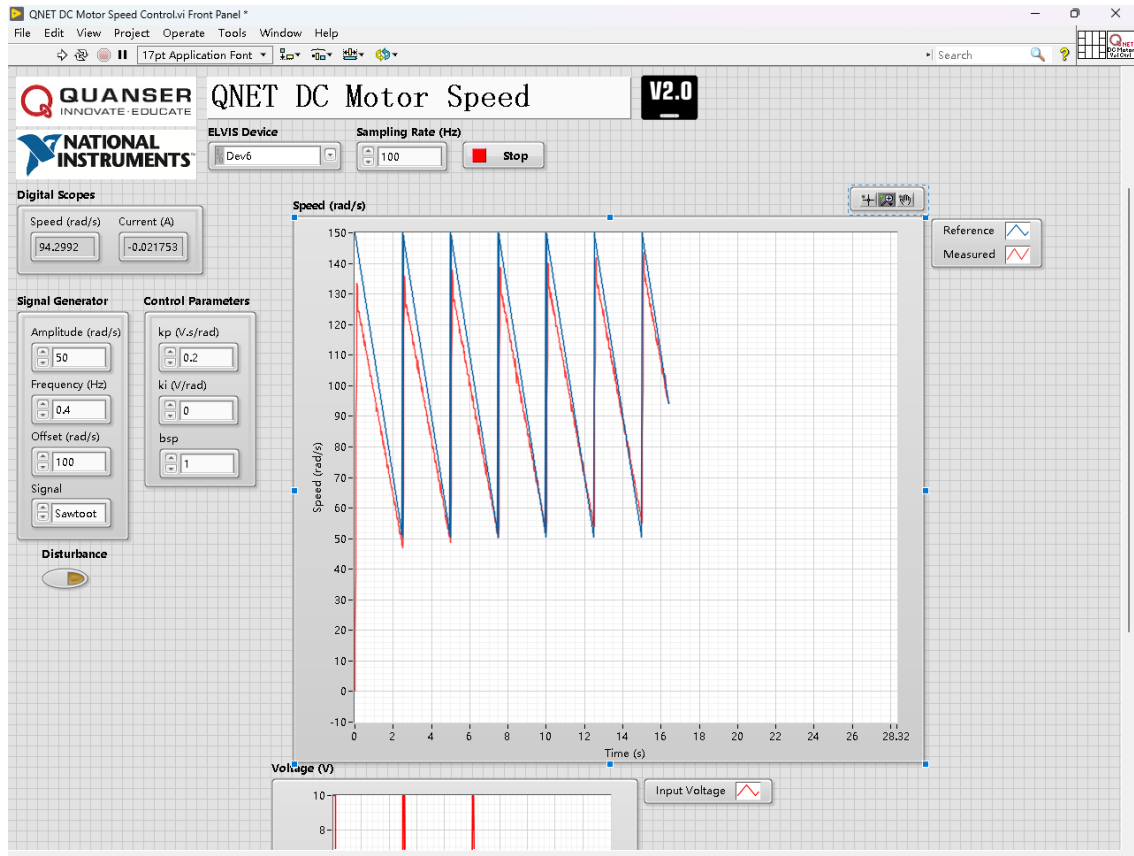 QNET DC Motor Speed Control.vi Front Panel *
File Edit View Project Operate Tools Window Help
17pt Application Font
Search
QNET
DC Motor
QUANSER
INNOVATE·EDUCATE
QNET DC Motor Speed
V2.0
NATIONAL
INSTRUMENTS
ELVIS Device
Dev6
Sampling Rate (Hz)
100
Stop
Digital Scopes
Speed (rad/s) Current (A)
94.2992 -0.021753
Signal Generator
Amplitude (rad/s)
50
Frequency (Hz)
0.4
Offset (rad/s)
100
Signal
Sawtoot
Disturbance
Control Parameters
kp (V.s/rad)
0.2
ki (V/rad)
0
bsp
1
Speed (rad/s)
Reference
Measured
150
140
130
120
110
100
90
80
70
60
50
40
30
20
10
0
-10
Speed (rad/s)
0 2 4 6 8 10 12 14 16 18 20 22 24 26 28.32
Time (s)
Voltage (V)
Input Voltage
10
8